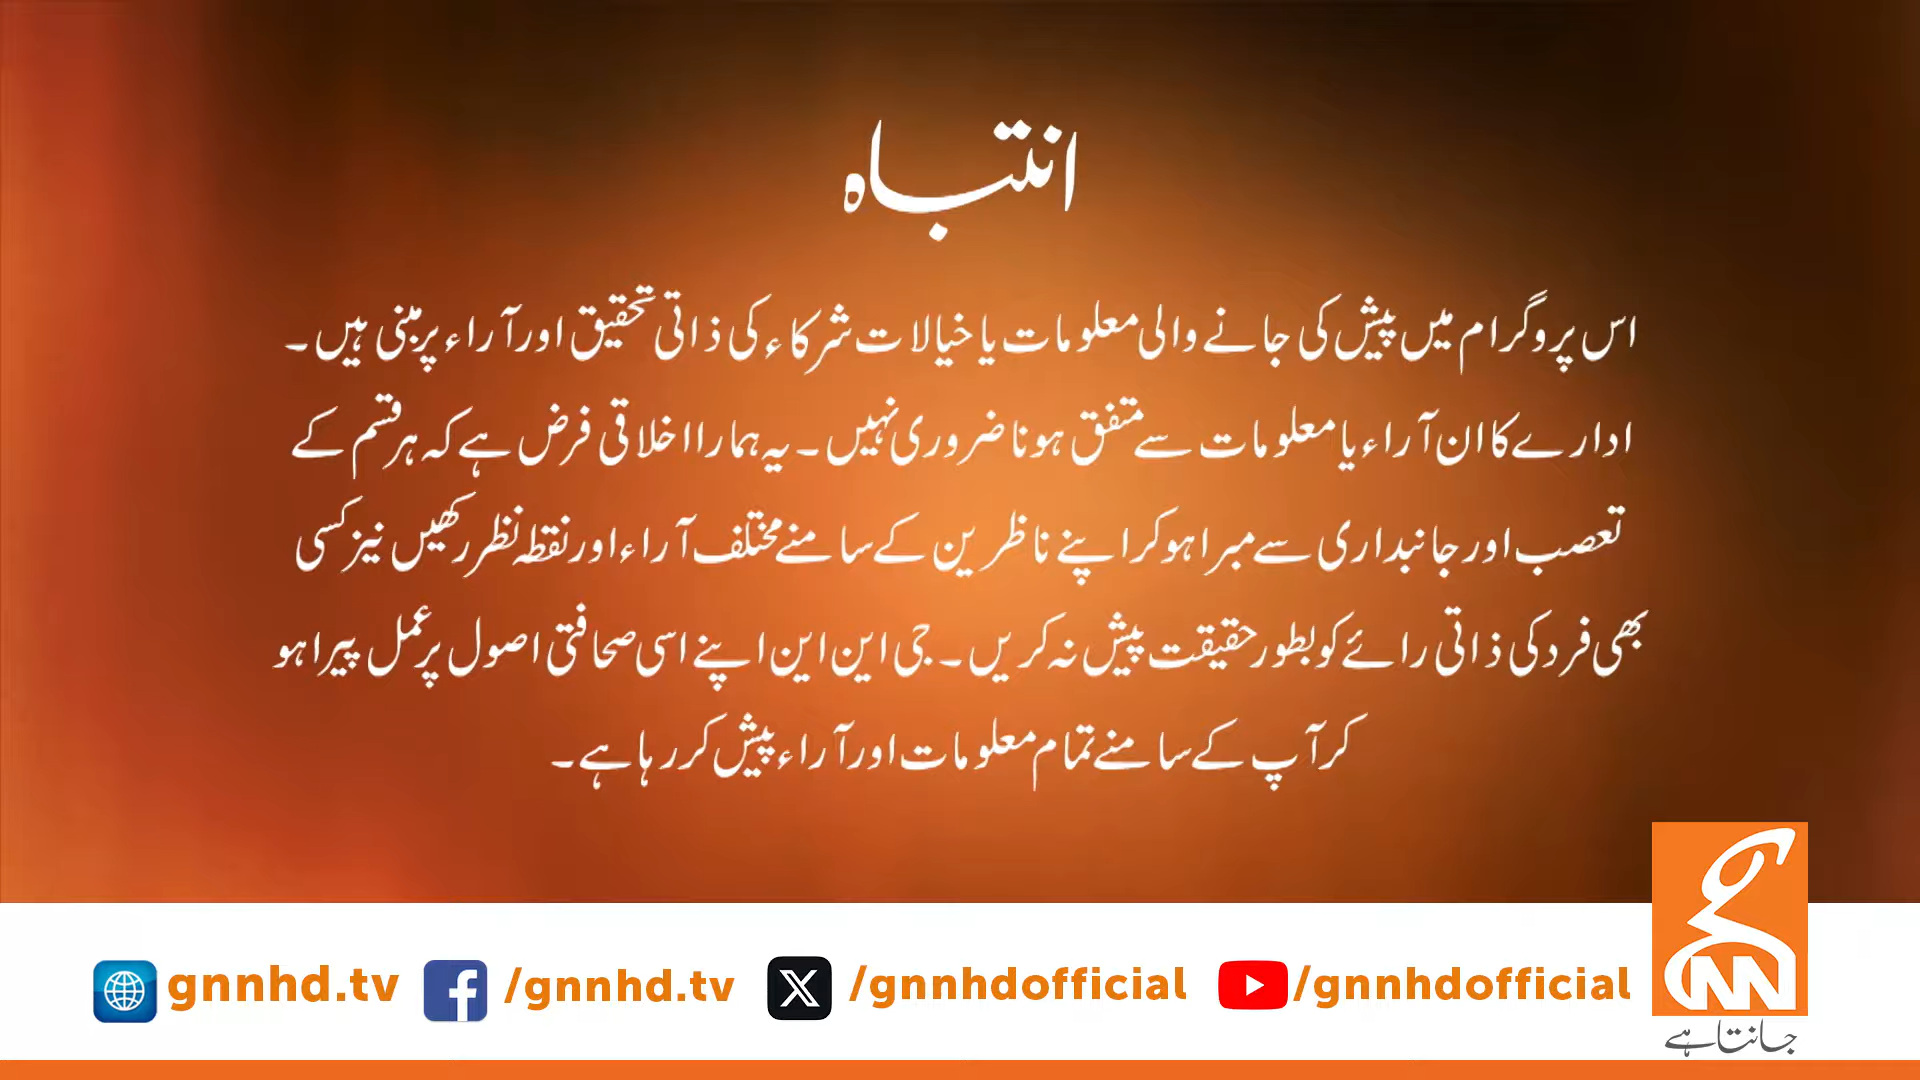 انتباہ
اس پروگرام میں پیش کی جانے والی معلومات یا خیالات شرکاء کی ذاتی تحقیق اور آراء پر مبنی ہیں۔
ادارے کا ان آراء یا معلومات سے متفق ہونا ضروری نہیں۔ یہ ہمارا اخلاقی فرض ہے کہ ہر قسم کے
تعصب اور جانبداری سے مبرا ہو کر اپنے ناظرین کے سامنے مختلف آراء اور نقطہ نظر رکھیں نیز کسی
بھی فرد کی ذاتی رائے کو بطور حقیقت پیش نہ کریں۔ جی این این اپنے اسی صحافتی اصول پر عمل پیرا ہو
کر آپ کے سامنے تمام معلومات اور آراء پیش کر رہا ہے۔
gnnhd.tv /gnnhd.tv /gnnhdofficial /gnnhdofficial
GNN
جانتا ہے